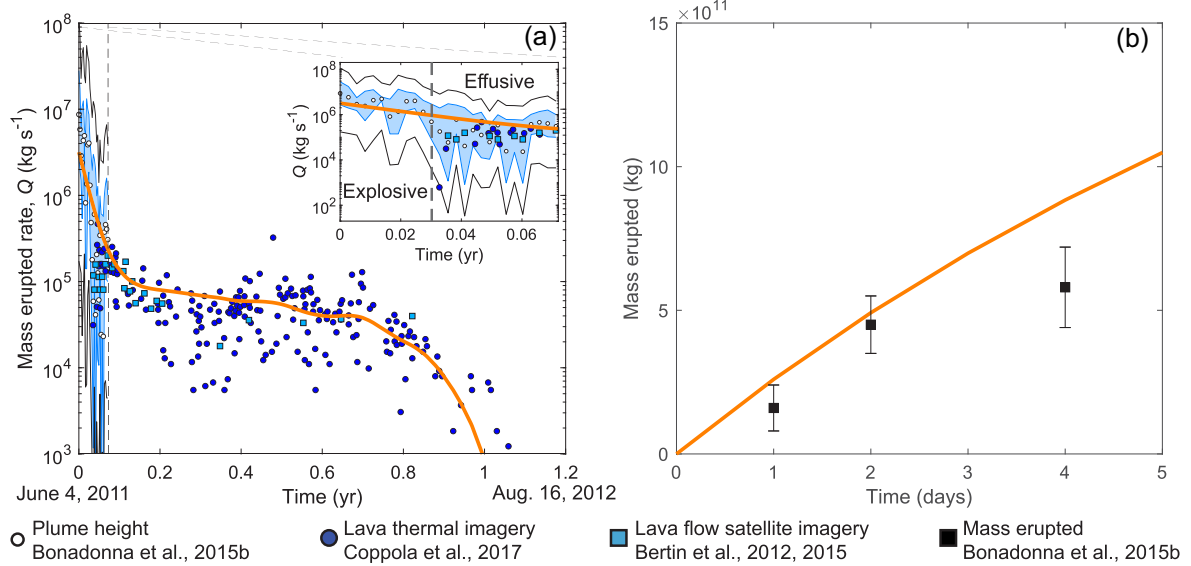 (a)
Mass erupted rate, Q (kg s⁻¹)
10⁸
10⁷
10⁶
10⁵
10⁴
10³
0
0.2
0.4
0.6
0.8
1
1.2
June 4, 2011
Time (yr)
Aug. 16, 2012
Q (kg s⁻¹)
10⁸
10⁶
10⁴
10²
Effusive
Explosive
0
0.02
0.04
0.06
Time (yr)
×10¹¹
(b)
Mass erupted (kg)
15
10
5
0
0
1
2
3
4
5
Time (days)
Plume height
Bonadonna et al., 2015b
Lava thermal imagery
Coppola et al., 2017
Lava flow satellite imagery
Bertin et al., 2012, 2015
Mass erupted
Bonadonna et al., 2015b